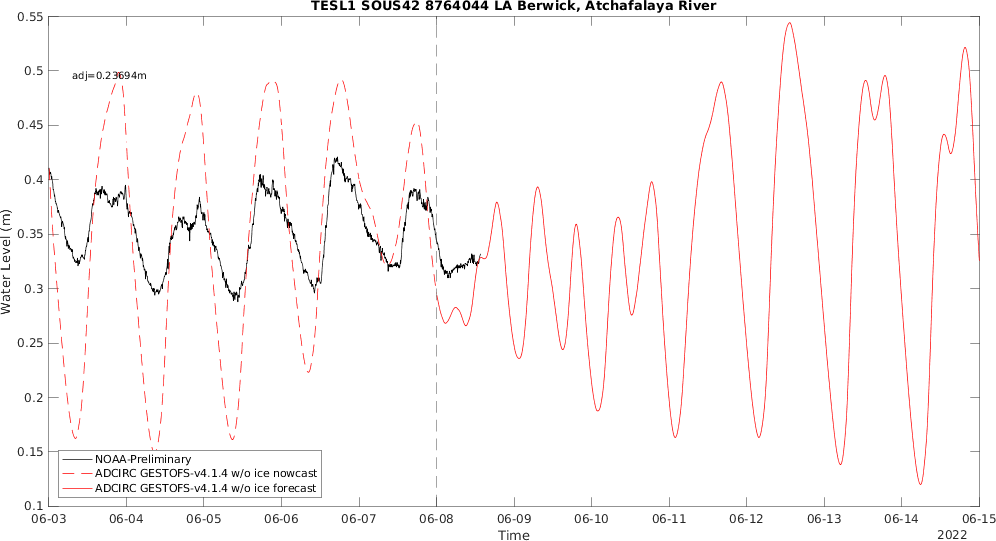 TESL1 SOUS42 8764044 LA Berwick, Atchafalaya River
adj=0.23694m
Water Level (m)
0.55
0.5
0.45
0.4
0.35
0.3
0.25
0.2
0.15
0.1
NOAA-Preliminary
ADCIRC GESTOFS-v4.1.4 w/o ice nowcast
ADCIRC GESTOFS-v4.1.4 w/o ice forecast
06-03 06-04 06-05 06-06 06-07 06-08 06-09 06-10 06-11 06-12 06-13 06-14 06-15
Time
2022